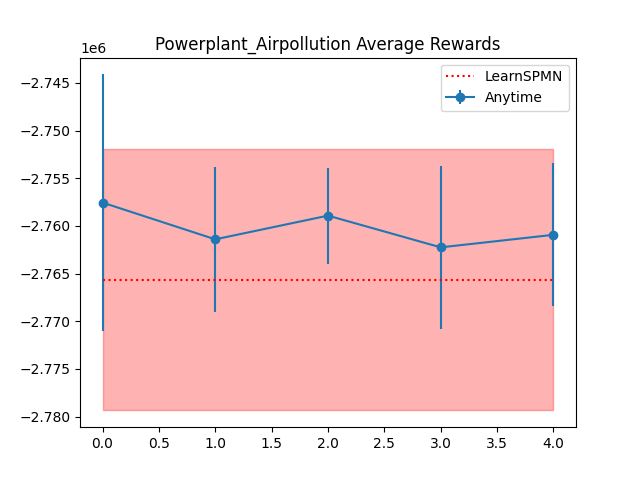 Powerplant_Airpollution Average Rewards
1e6
LearnSPMN
Anytime
−2.745
−2.750
−2.755
−2.760
−2.765
−2.770
−2.775
−2.780
0.0 0.5 1.0 1.5 2.0 2.5 3.0 3.5 4.0